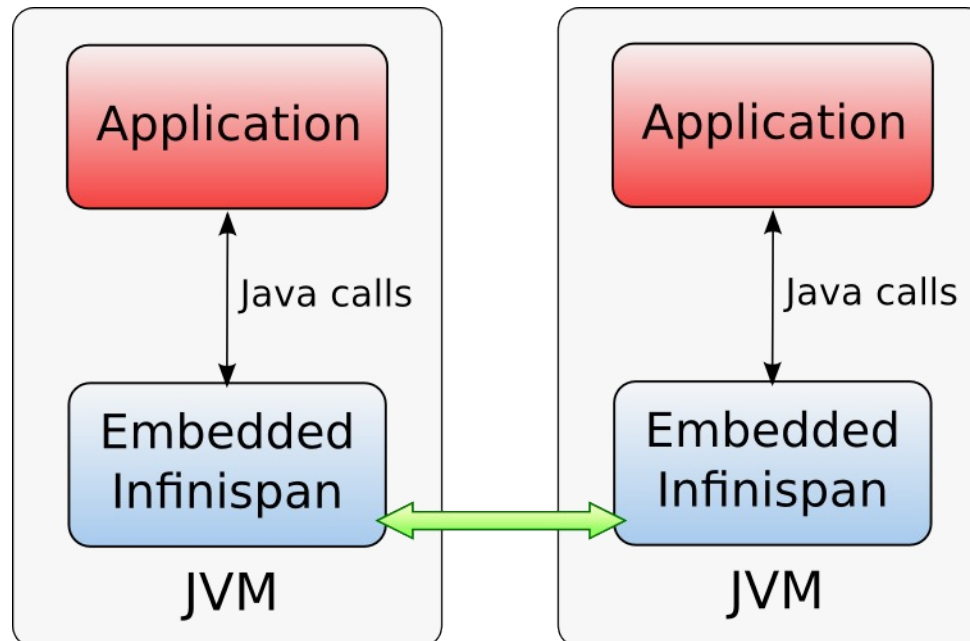 Application
Java calls
Embedded
Infinispan
JVM
Application
Java calls
Embedded
Infinispan
JVM